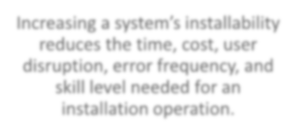 Increasing a system's installability
reduces the time, cost, user
disruption, error frequency, and
skill level needed for an
installation operation.